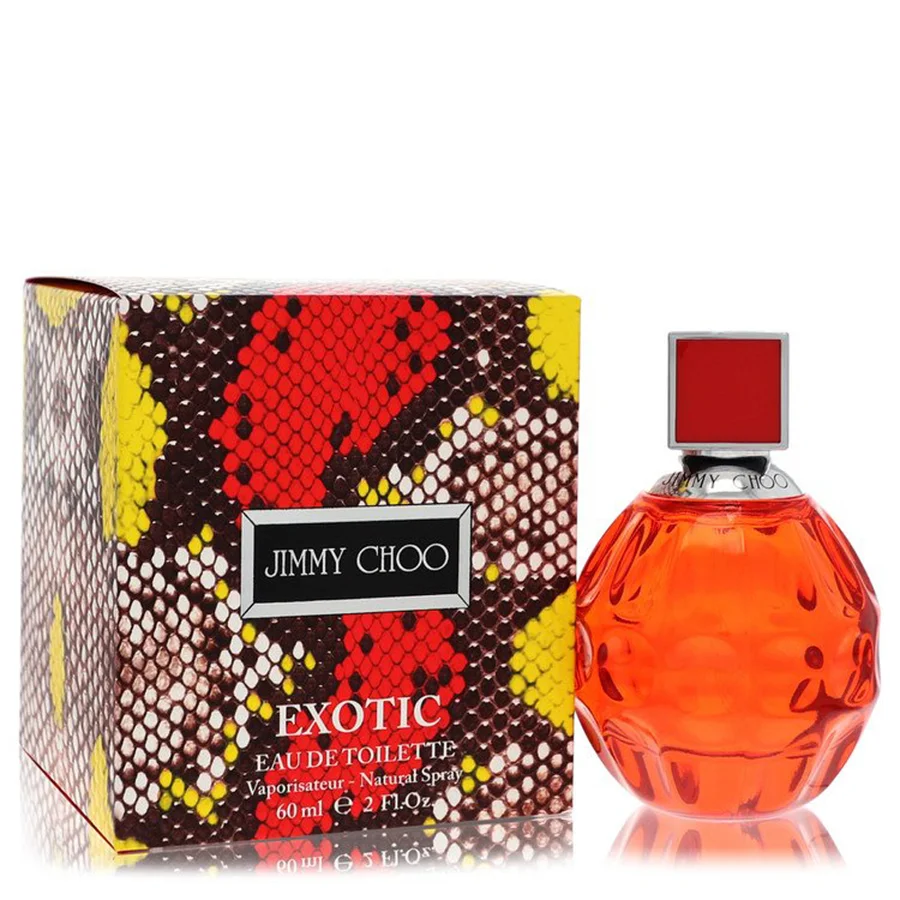 JIMMY CHOO
EXOTIC
EAU DE TOILETTE
Vaporisateur - Natural Spray
60 ml ℮ 2 Fl.Oz.
JIMMY CHOO